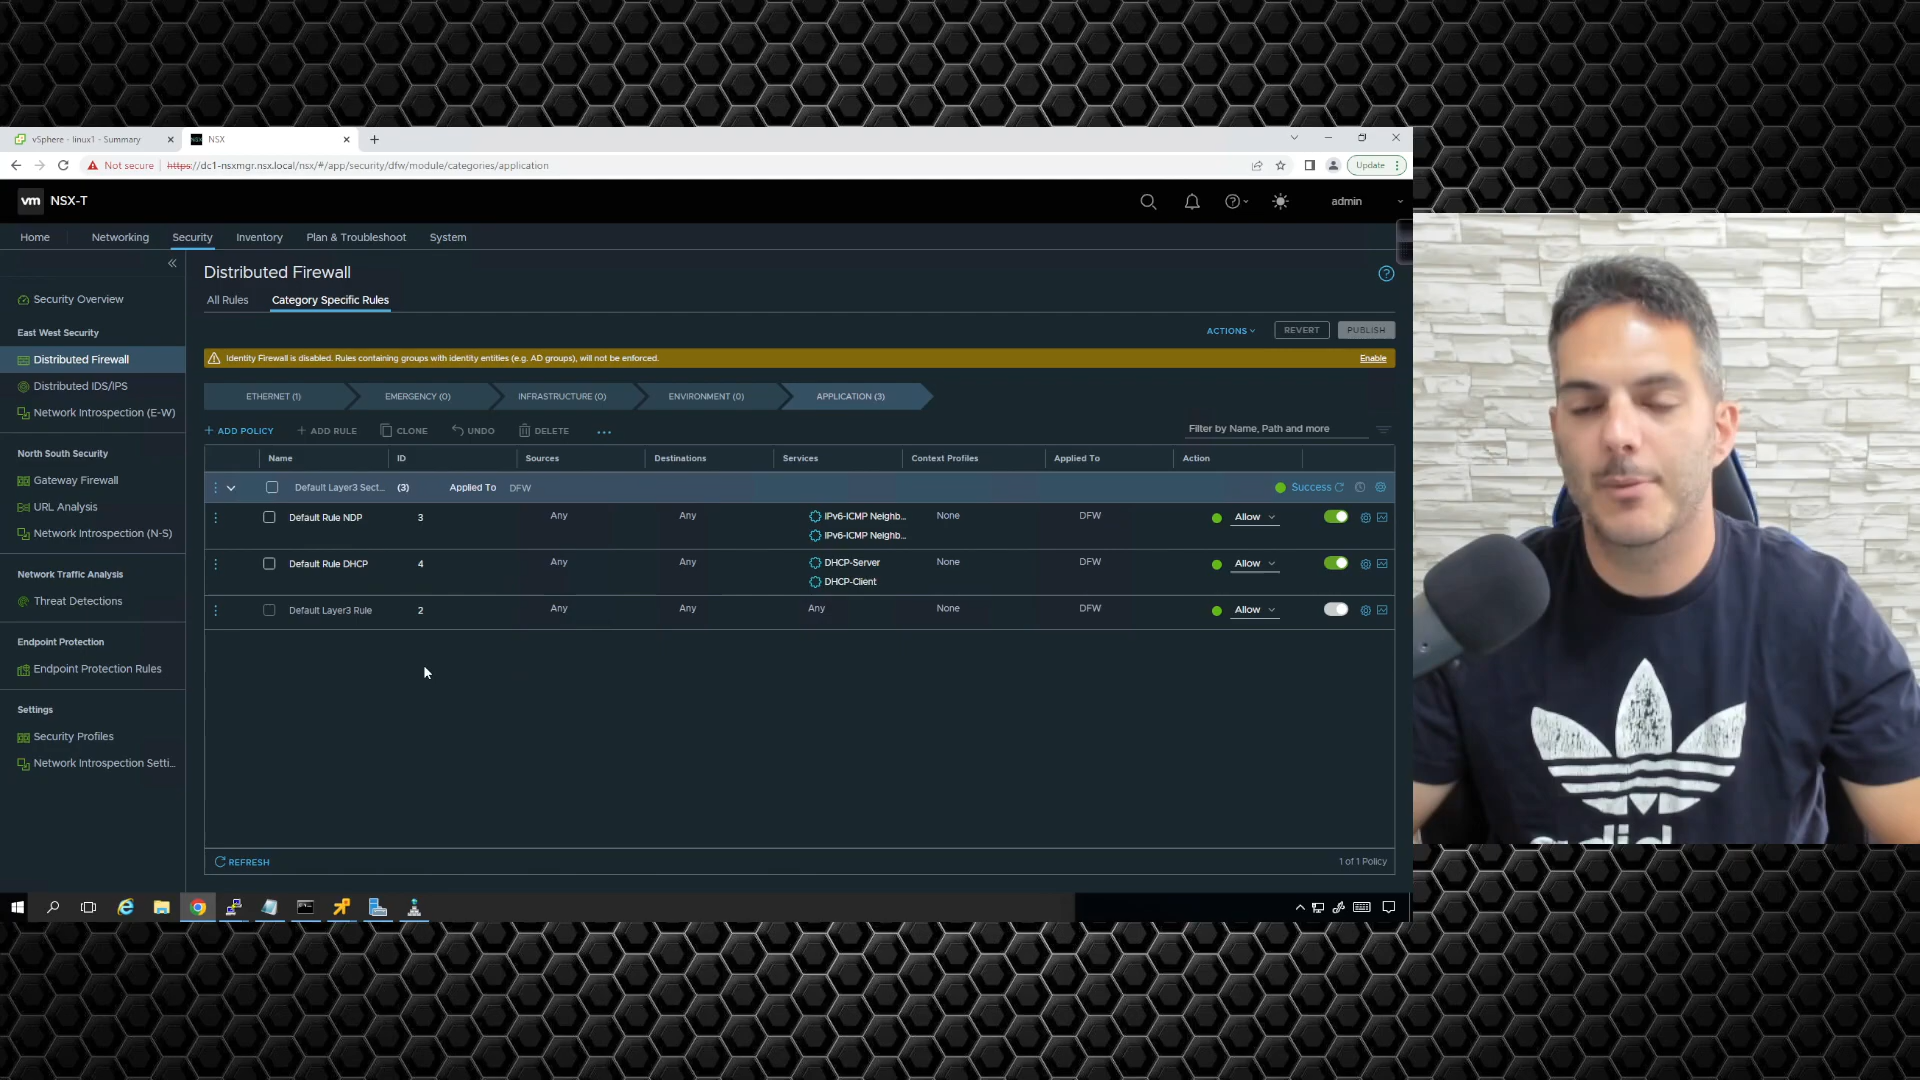 vSphere - linux1 - Summary
NSX
Not secure
https://dc1-nsxmgr.nsx.local/nsx/#/app/security/dfw/module/categories/application
Update
vm NSX-T
admin
Home
Networking
Security
Inventory
Plan & Troubleshoot
System
Security Overview
East West Security
Distributed Firewall
Distributed IDS/IPS
Network Introspection (E-W)
North South Security
Gateway Firewall
URL Analysis
Network Introspection (N-S)
Network Traffic Analysis
Threat Detections
Endpoint Protection
Endpoint Protection Rules
Settings
Security Profiles
Network Introspection Setti...
Distributed Firewall
All Rules
Category Specific Rules
ACTIONS
REVERT
PUBLISH
Identity Firewall is disabled. Rules containing groups with identity entities (e.g. AD groups), will not be enforced.
Enable
ETHERNET (1)
EMERGENCY (0)
INFRASTRUCTURE (0)
ENVIRONMENT (0)
APPLICATION (3)
+ ADD POLICY
+ ADD RULE
CLONE
UNDO
DELETE
...
Filter by Name, Path and more
Name ID Sources Destinations Services Context Profiles Applied To Action
Default Layer3 Sect... (3) Applied To DFW Success
Default Rule NDP 3 Any Any IPv6-ICMP Neighb... None DFW Allow
IPv6-ICMP Neighb...
Default Rule DHCP 4 Any Any DHCP-Server None DFW Allow
DHCP-Client
Default Layer3 Rule 2 Any Any Any None DFW Allow
REFRESH
1 of 1 Policy